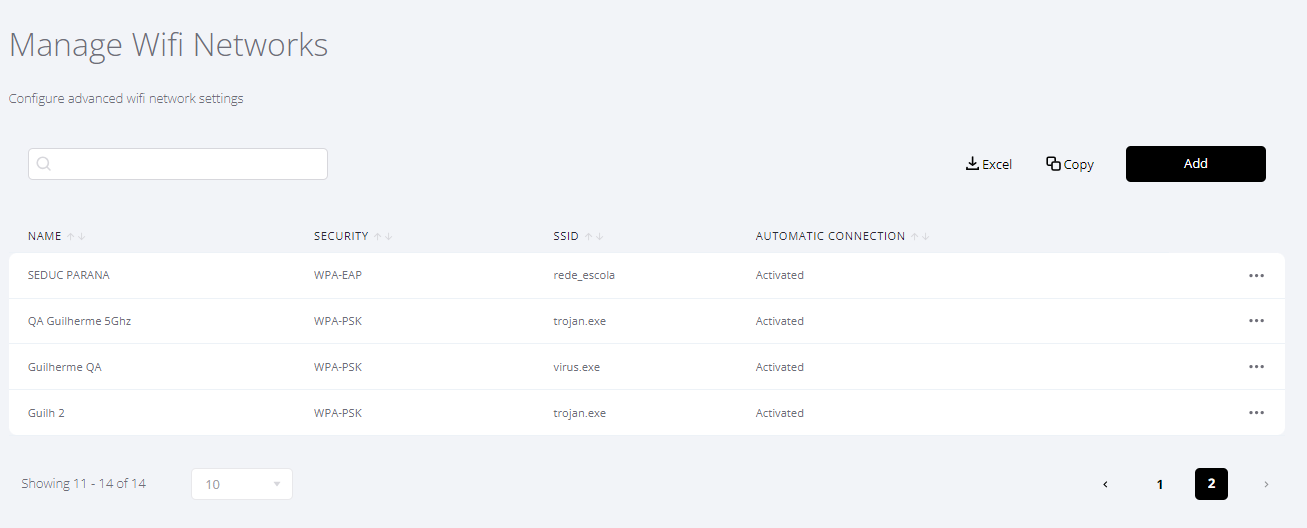 Manage Wifi Networks
Configure advanced wifi network settings
Excel Copy Add
NAME SECURITY SSID AUTOMATIC CONNECTION
SEDUC PARANA WPA-EAP rede_escola Activated
QA Guilherme 5Ghz WPA-PSK trojan.exe Activated
Guilherme QA WPA-PSK virus.exe Activated
Guilh 2 WPA-PSK trojan.exe Activated
Showing 11 - 14 of 14 10 1 2